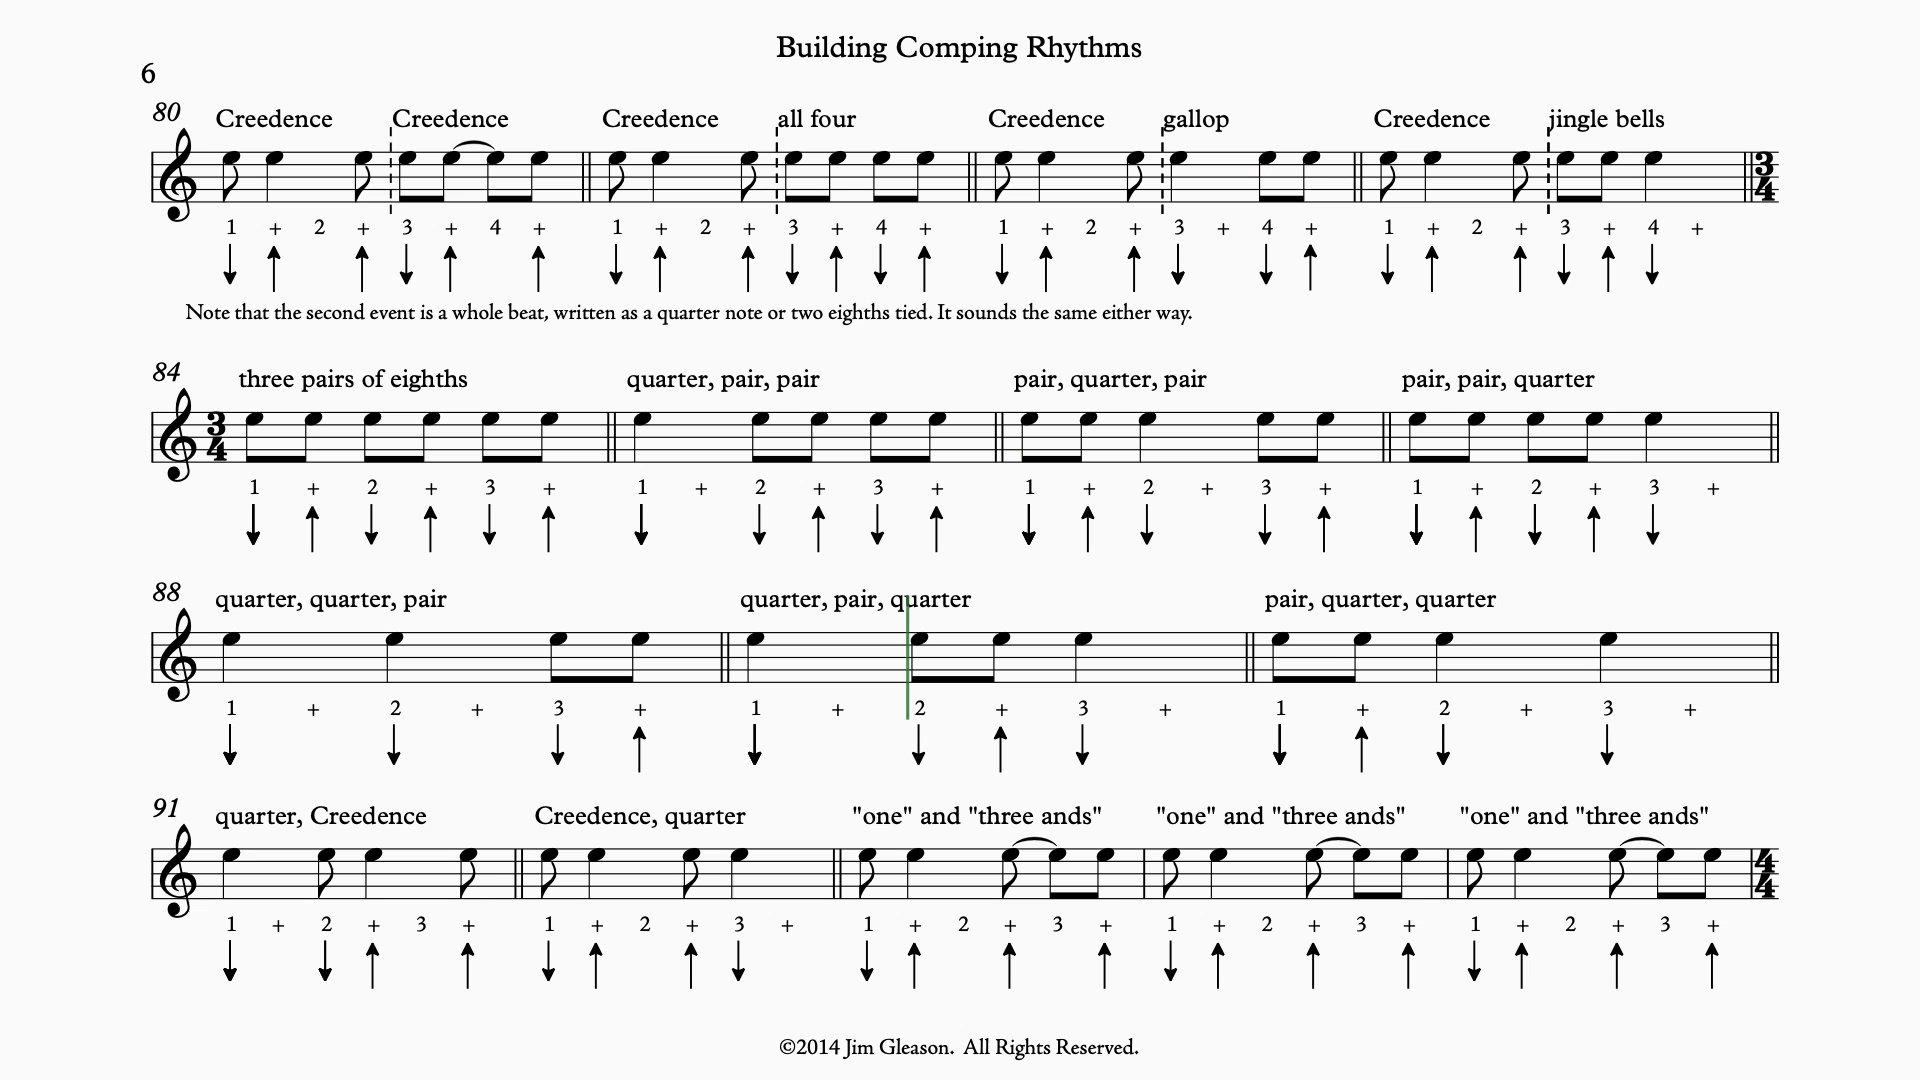 Building Comping Rhythms
6
80
Creedence Creedence Creedence all four Creedence gallop Creedence jingle bells
3 4
1 + 2 + 3 + 4 + 1 + 2 + 3 + 4 + 1 + 2 + 3 + 4 + 1 + 2 + 3 + 4 +
Note that the second event is a whole beat, written as a quarter note or two eighths tied. It sounds the same either way.
84
three pairs of eighths quarter, pair, pair pair, quarter, pair pair, pair, quarter
3 4
1 + 2 + 3 + 1 + 2 + 3 + 1 + 2 + 3 + 1 + 2 + 3 +
88
quarter, quarter, pair quarter, pair, quarter pair, quarter, quarter
1 + 2 + 3 + 1 + 2 + 3 + 1 + 2 + 3 +
91
quarter, Creedence Creedence, quarter "one" and "three ands" "one" and "three ands" "one" and "three ands"
4 4
1 + 2 + 3 + 1 + 2 + 3 + 1 + 2 + 3 + 1 + 2 + 3 + 1 + 2 + 3 +
©2014 Jim Gleason. All Rights Reserved.